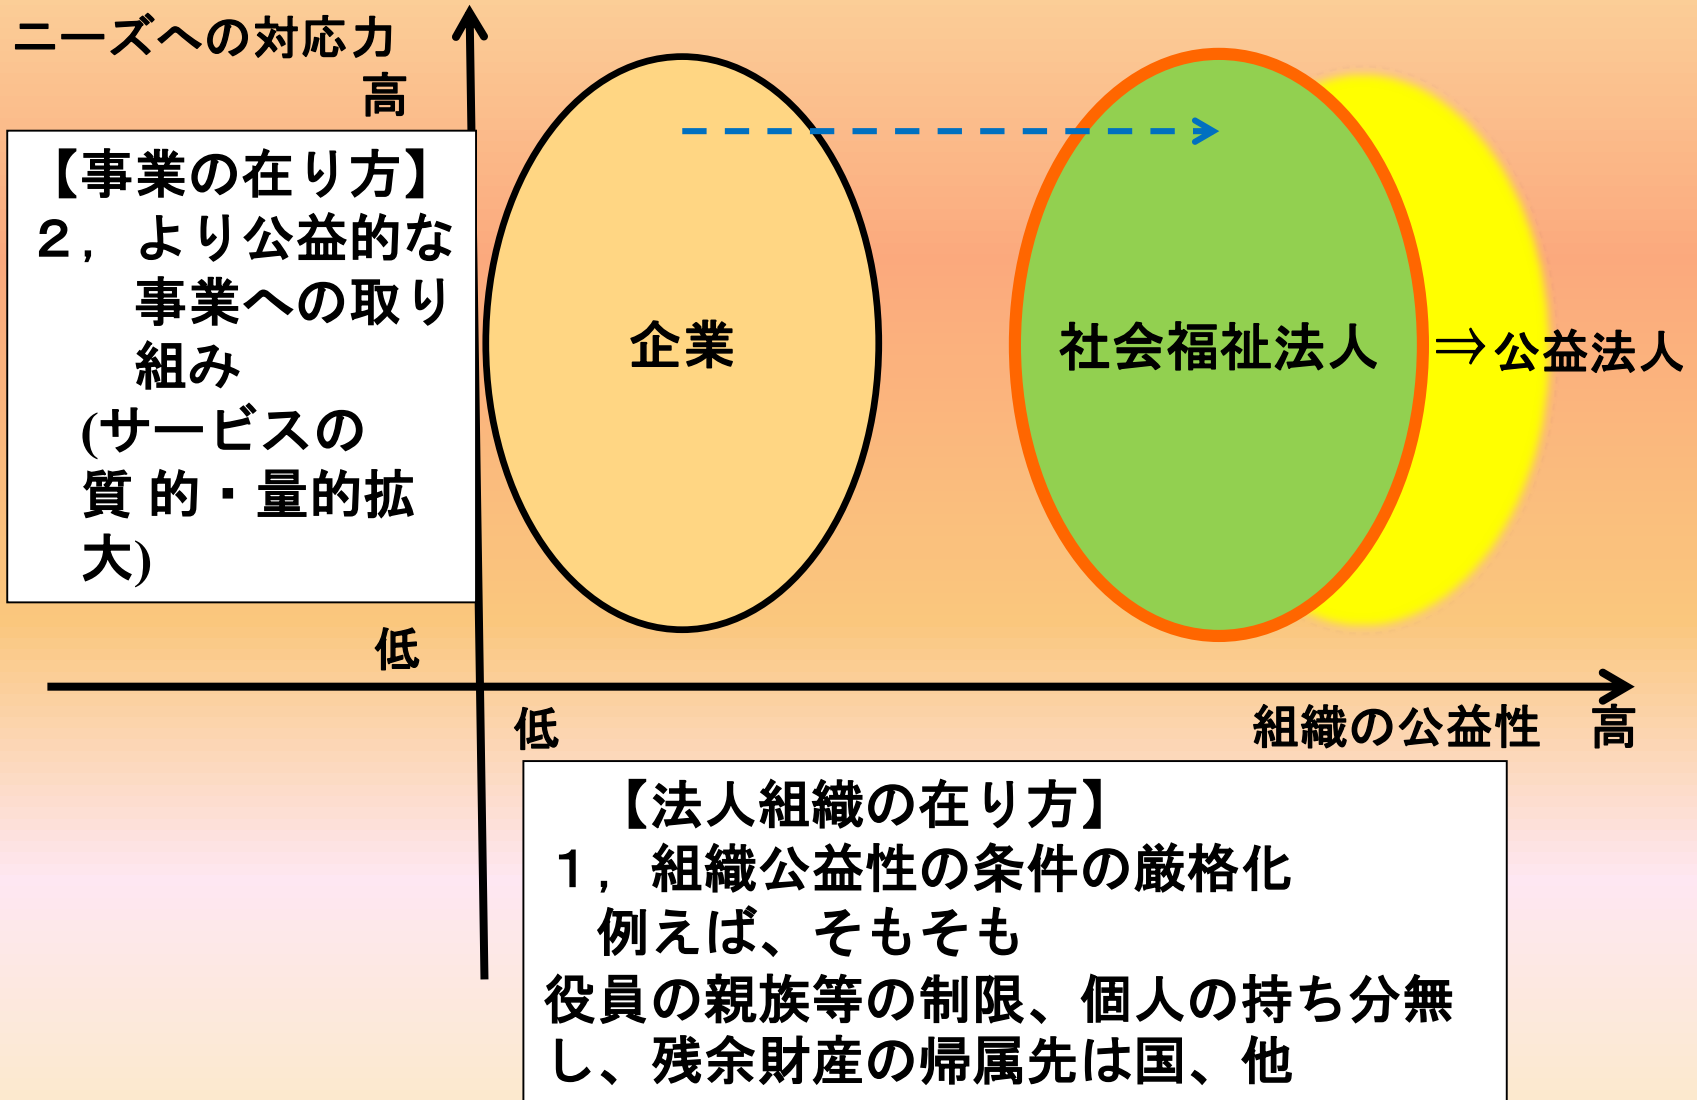 ニーズへの対応力
高
【事業の在り方】
２，より公益的な
事業への取り
組み
(サービスの
質 的・量的拡
大)
企業
社会福祉法人
⇒公益法人
低
低
組織の公益性　高
【法人組織の在り方】
１，組織公益性の条件の厳格化
例えば、そもそも
役員の親族等の制限、個人の持ち分無
し、残余財産の帰属先は国、他